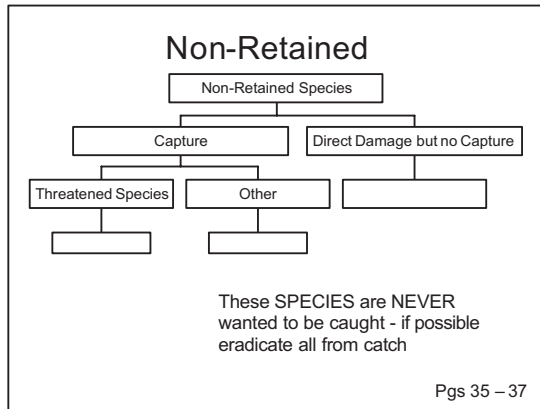 Non-Retained
Non-Retained Species
Capture
Direct Damage but no Capture
Threatened Species
Other
These SPECIES are NEVER
wanted to be caught - if possible
eradicate all from catch
Pgs 35 – 37